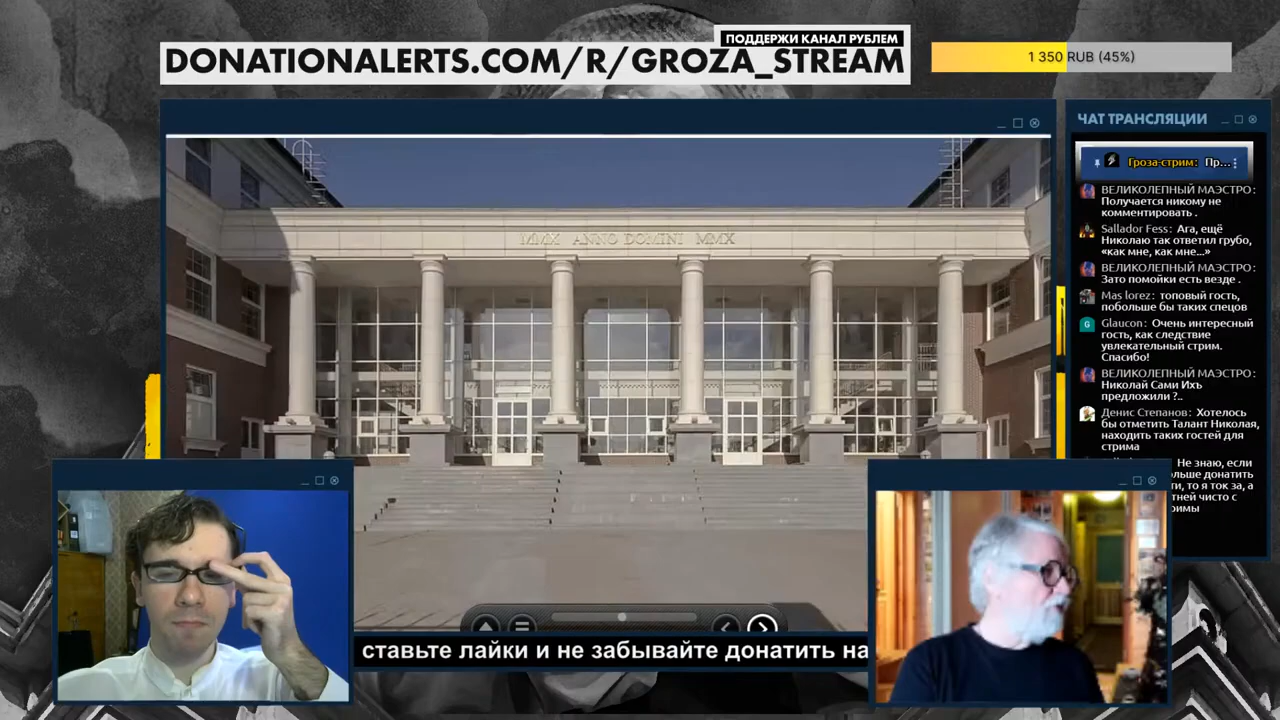 ПОДДЕРЖИ КАНАЛ РУБЛЕМ
DONATIONALERTS.COM/R/GROZA_STREAM
1 350 RUB (45%)
MMX ANNO DOMINI MMX
ЧАТ ТРАНСЛЯЦИИ
Гроза-стрим: Пр...
ВЕЛИКОЛЕПНЫЙ МАЭСТРО:
Получается никому не
комментировать .
Sallador Fess: Ага, ещё
Николаю так ответил грубо,
«как мне, как мне...»
ВЕЛИКОЛЕПНЫЙ МАЭСТРО:
Зато помойки есть везде .
Mas lorez: топовый гость,
побольше бы таких спецов
G
Glaucon: Очень интересный
гость, как следствие
увлекательный стрим.
Спасибо!
ВЕЛИКОЛЕПНЫЙ МАЭСТРО:
Николай Сами Ихъ
предложили ?..
Денис Степанов: Хотелось
бы отметить Талант Николая,
находить таких гостей для
стрима
Не знаю, если
ольше донатить
ти, то я ток за, а
тней чисто с
римы
ставьте лайки и не забывайте донатить на